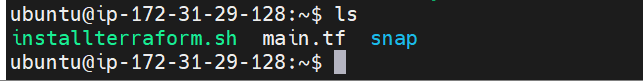 ubuntu@ip-172-31-29-128:~$ ls
installterraform.sh main.tf snap
ubuntu@ip-172-31-29-128:~$